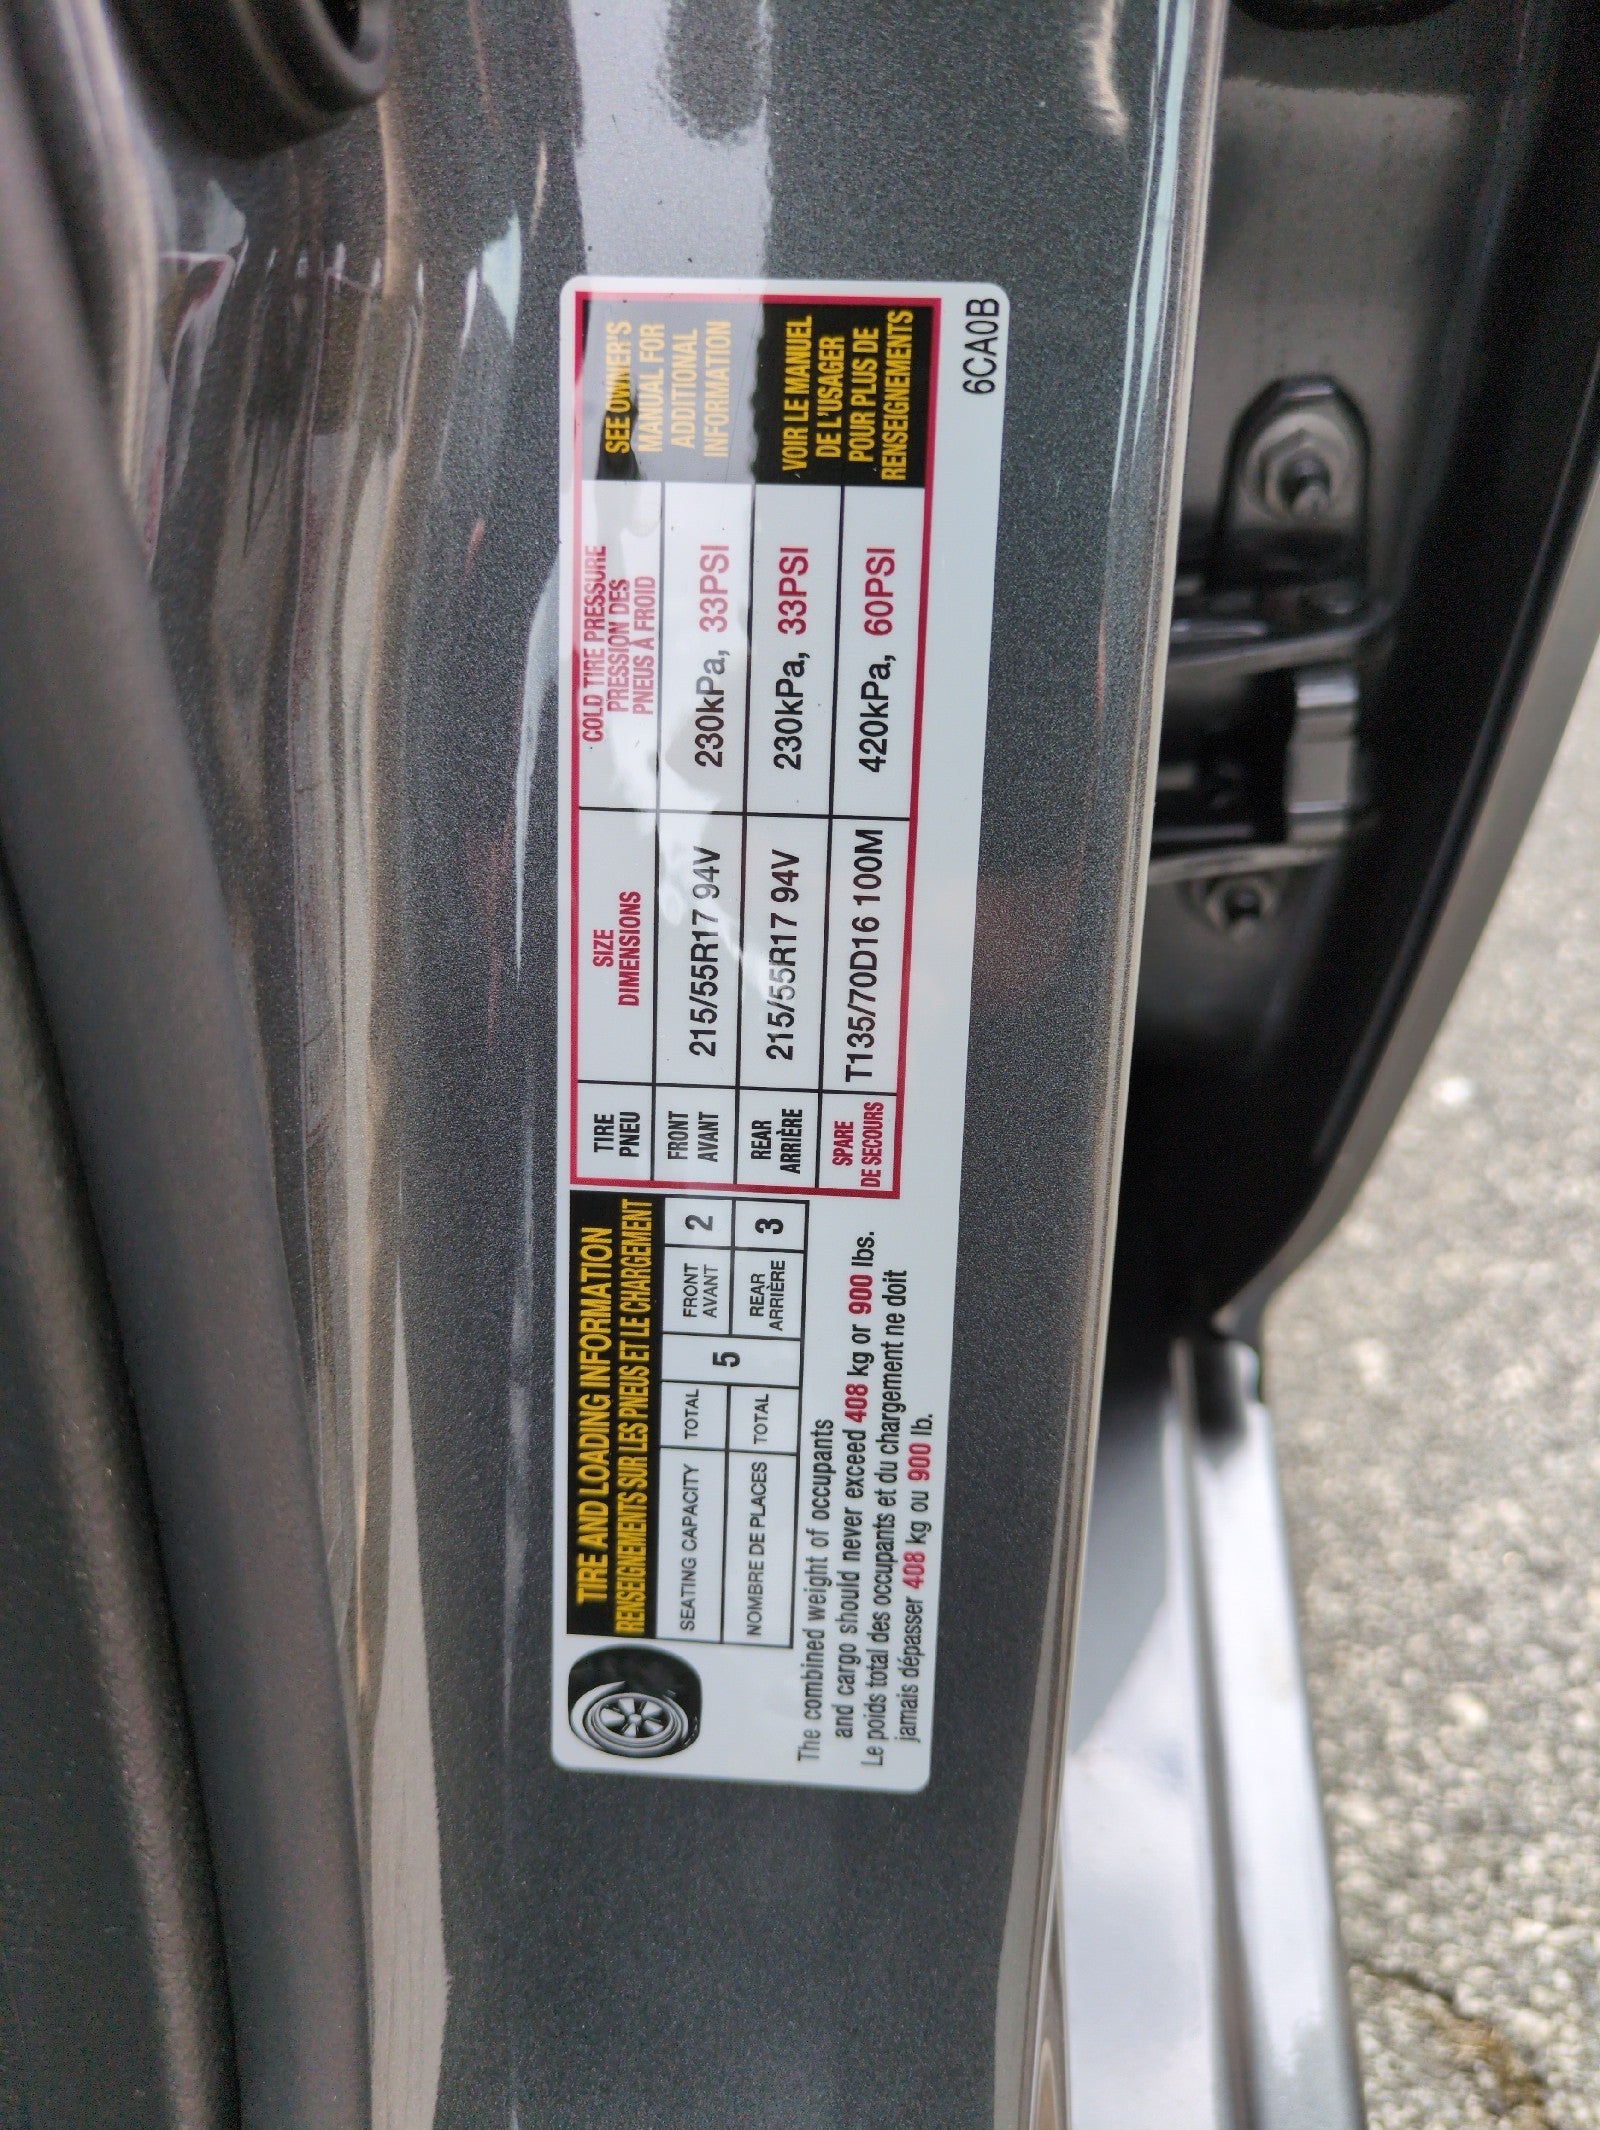 TIRE AND LOADING INFORMATION
RENSEIGNEMENTS SUR LES PNEUS ET LE CHARGEMENT
SEATING CAPACITY TOTAL 5 FRONT 2
AVANT
NOMBRE DE PLACES TOTAL REAR 3
ARRIÈRE
The combined weight of occupants
and cargo should never exceed 408 kg or 900 lbs.
Le poids total des occupants et du chargement ne doit
jamais dépasser 408 kg ou 900 lb.
TIRE
PNEU
SIZE
DIMENSIONS
COLD TIRE PRESSURE
PRESSION DES
PNEUS À FROID
FRONT
AVANT
215/55R17 94V
230kPa, 33PSI
REAR
ARRIÈRE
215/55R17 94V
230kPa, 33PSI
SPARE
DE SECOURS
T135/70D16 100M
420kPa, 60PSI
SEE OWNER'S
MANUAL FOR
ADDITIONAL
INFORMATION
VOIR LE MANUEL
DE L'USAGER
POUR PLUS DE
RENSEIGNEMENTS
6CA0B